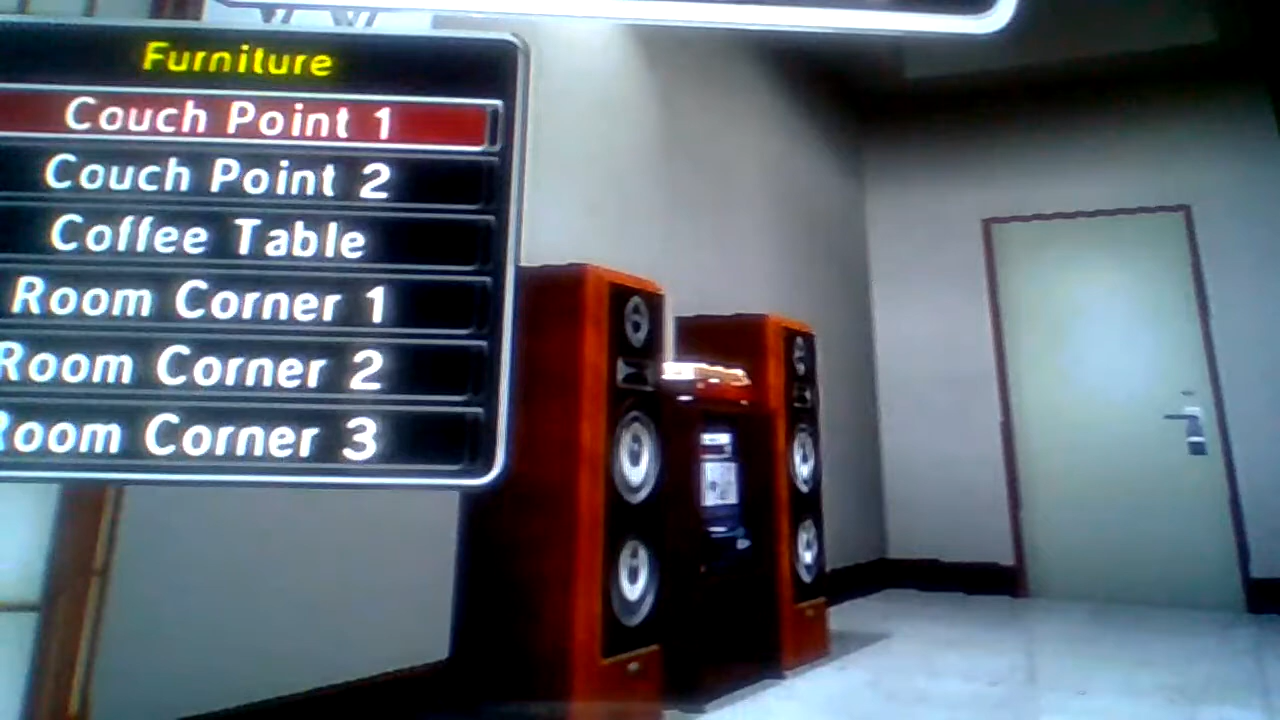 Furniture
Couch Point 1
Couch Point 2
Coffee Table
Room Corner 1
Room Corner 2
Room Corner 3